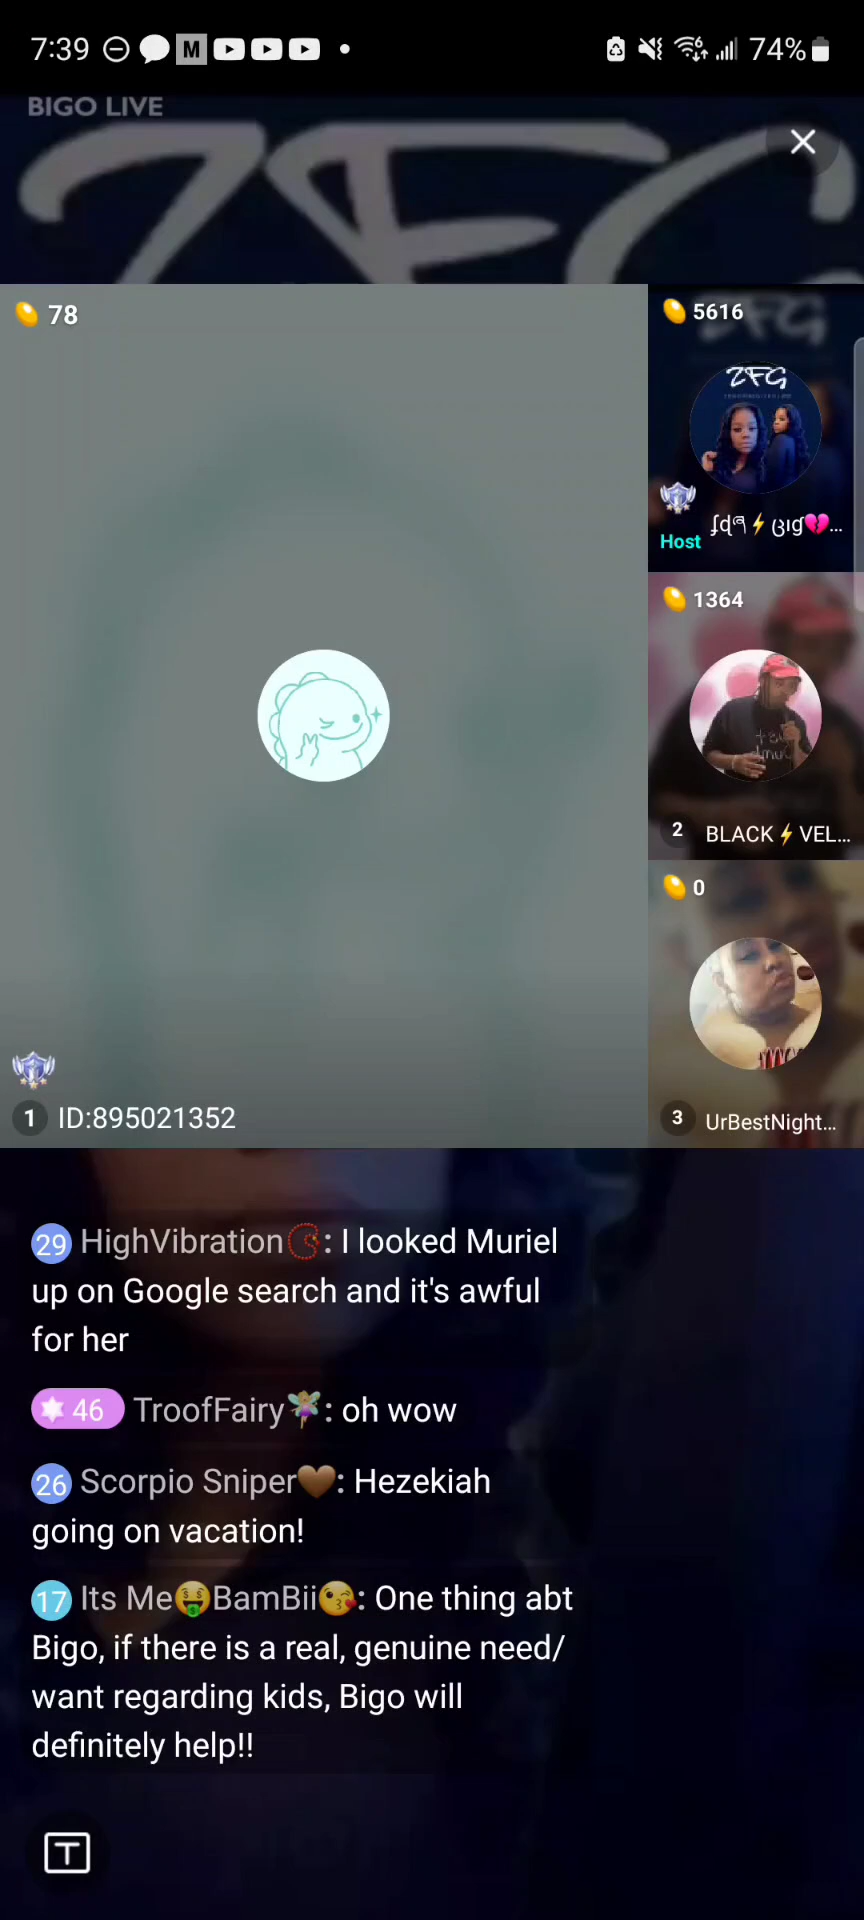 7:39 M 74%
BIGO LIVE
ZFG
78
5616
ZFG
ZFG
Host
1364
2 BLACK⚡VEL...
0
3 UrBestNight...
1 ID:895021352
29 HighVibration: I looked Muriel
up on Google search and it's awful
for her
46 TroofFairy🧚: oh wow
26 Scorpio Sniper🤎: Hezekiah
going on vacation!
17 Its Me🤑BamBii😘: One thing abt
Bigo, if there is a real, genuine need/
want regarding kids, Bigo will
definitely help!!
T